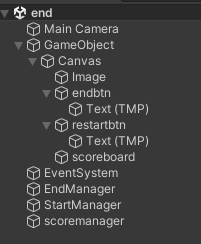 end
Main Camera
GameObject
Canvas
Image
endbtn
Text (TMP)
restartbtn
Text (TMP)
scoreboard
EventSystem
EndManager
StartManager
scoremanager